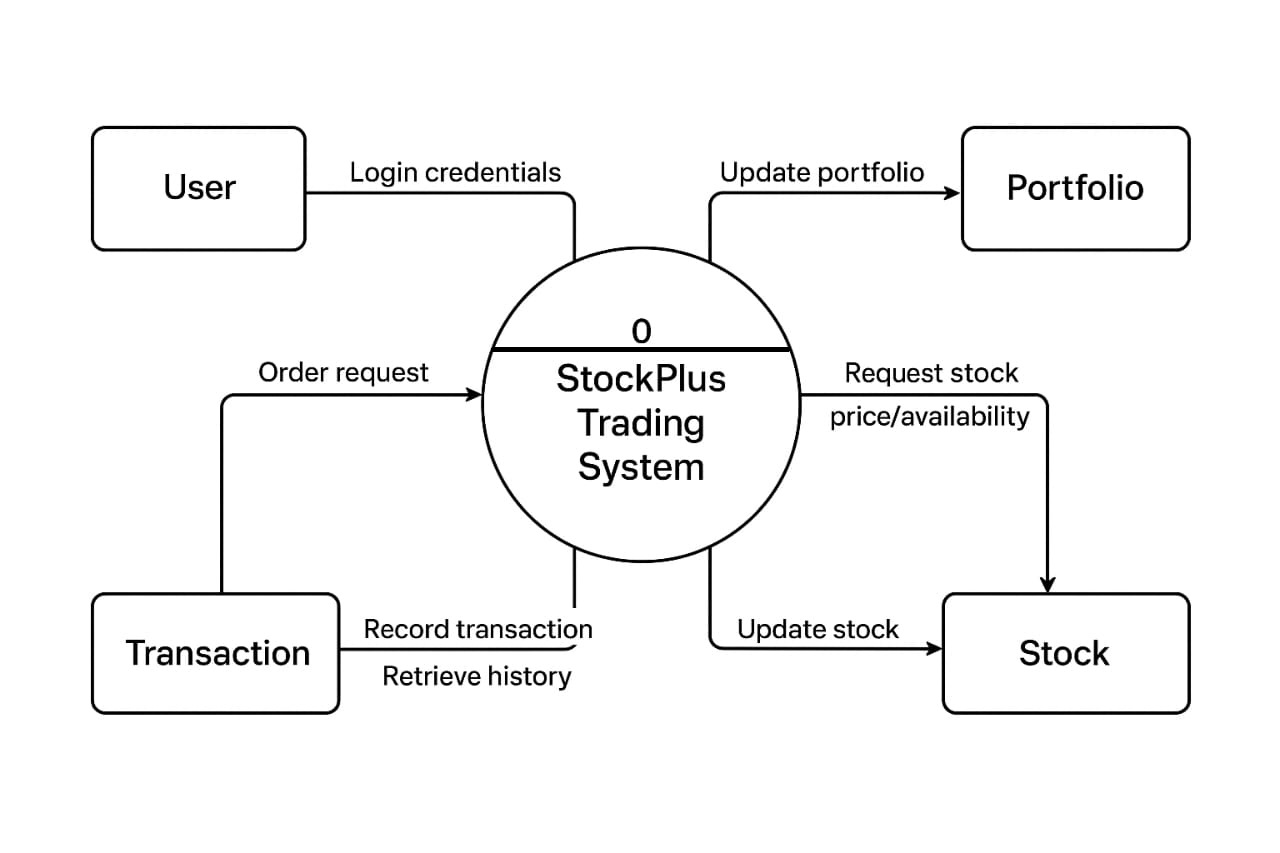 User
Login credentials
Update portfolio
Portfolio
0
StockPlus
Trading
System
Order request
Request stock
price/availability
Transaction
Record transaction
Retrieve history
Update stock
Stock